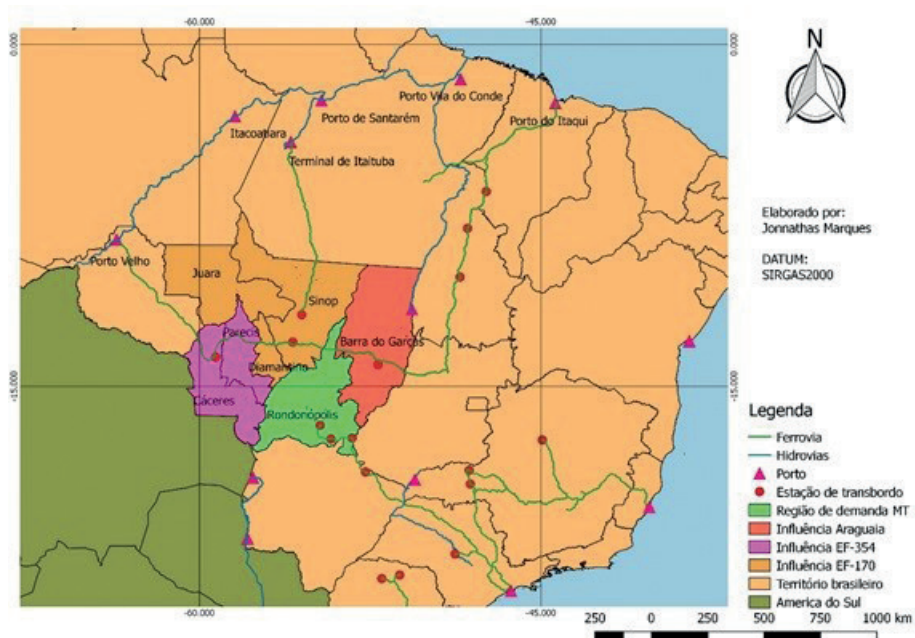 -60.000
-45.000
0.000
N
Porto Vila do Conde
Porto de Santarém
Porto do Itaqui
Itacoatiara
Terminal de Itaituba
Elaborado por:
Jonnathas Marques
DATUM:
SIRGAS2000
Porto Velho
Juara
Sinop
Parecis
Barra do Garças
Diamantino
-15.000
-15.000
Cáceres
Rondonópolis
Legenda
Ferrovia
Hidrovias
Porto
Estação de transbordo
Região de demanda MT
Influência Araguaia
Influência EF-354
Influência EF-170
Território brasileiro
America do Sul
-60.000
-45.000
250 0 250 500 750 1000 km